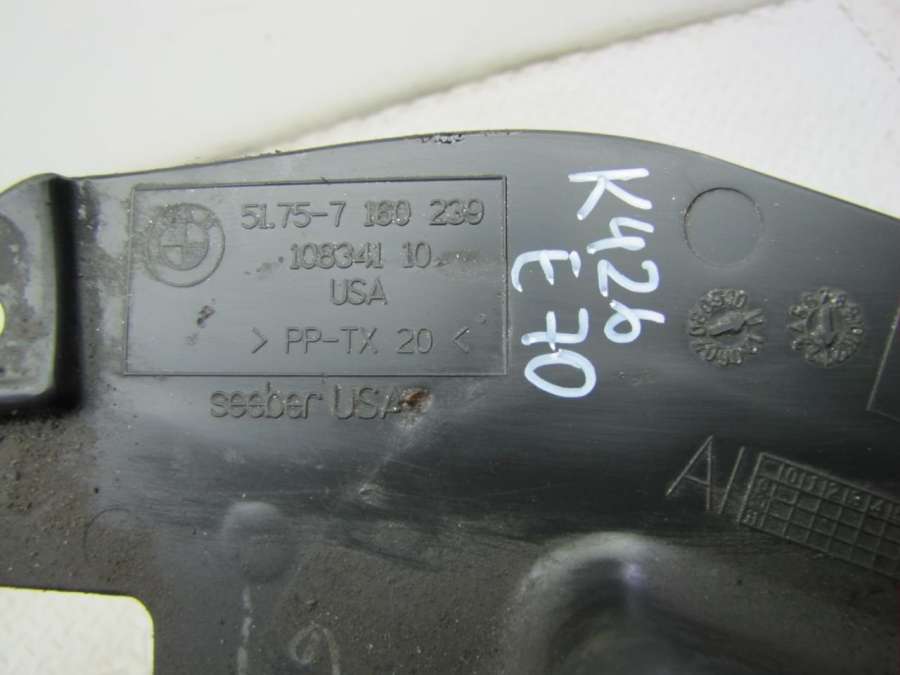 51.75-7 160 239
108341 10
USA
> PP-TX 20 <
seeber USA
K426
E70
A